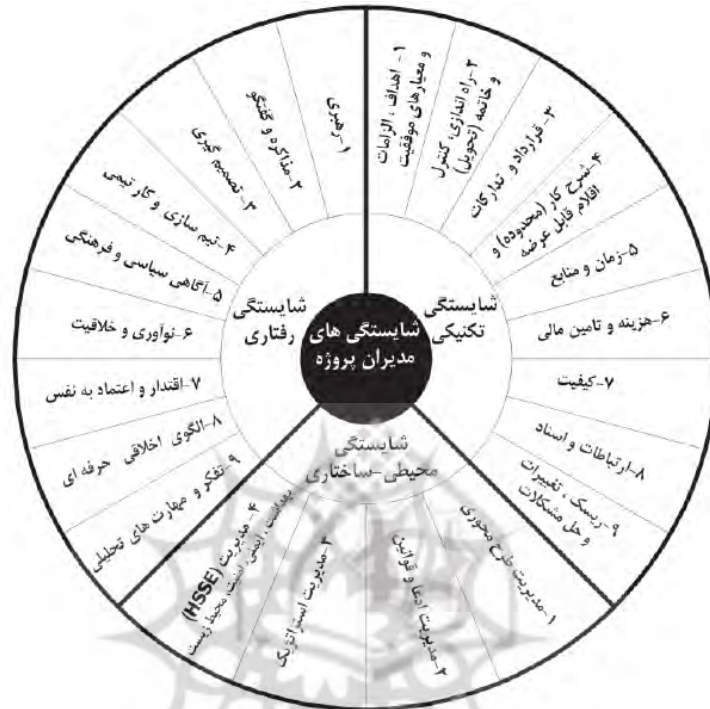 شایستگی های
مدیران پروژه
شایستگی
تکنیکی
۱- اهداف ، الزامات
و معیارهای موفقیت
۲-راه اندازی، کنترل
و خاتمه (تحویل)
۳- قرارداد و تدارکات
۴-شرح کار (محدوده) و
اقلام قابل عرضه
۵- زمان و منابع
۶-هزینه و تامین مالی
۷-کیفیت
۸-ارتباطات و اسناد
۹-ریسک ، تغییرات
و حل مشکلات
شایستگی
محیطی-ساختاری
۱-مدیریت طرح محوری
۲-مدیریت ادعا و قوانین
۳-مدیریت استراتژیک
۴-مدیریت (HSSE)
بهداشت ، ایمنی، امنیت، محیط زیست
شایستگی
رفتاری
۱-رهبری
۲-مذاکره و گفتگو
۳- تصمیم گیری
۴-تیم سازی و کار تیمی
۵-آگاهی سیاسی و فرهنگی
۶-نوآوری و خلاقیت
۷-اقتدار و اعتماد به نفس
۸-الگوی اخلاقی حرفه ای
۹-تفکر و مهارت های تحلیلی